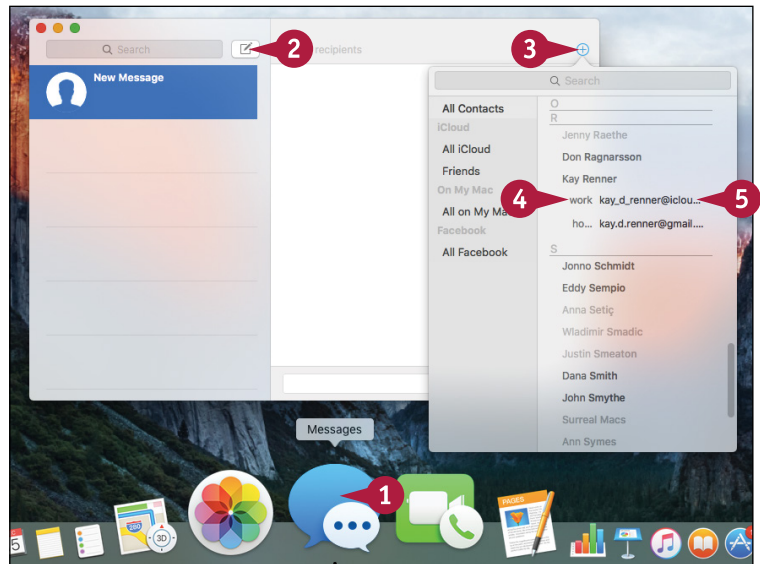 Search
2
recipients
3
New Message
Search
All Contacts
iCloud
All iCloud
Friends
On My Mac
All on My Ma
Facebook
All Facebook
O
R
Jenny Raethe
Don Ragnarsson
Kay Renner
4
work kay_d_renner@iclou...
5
ho... kay.d.renner@gmail....
S
Jonno Schmidt
Eddy Sempio
Anna Setiç
Wladimir Smadic
Justin Smeaton
Dana Smith
John Smythe
Surreal Macs
Ann Symes
Messages
1
5
280
3D
PAGES